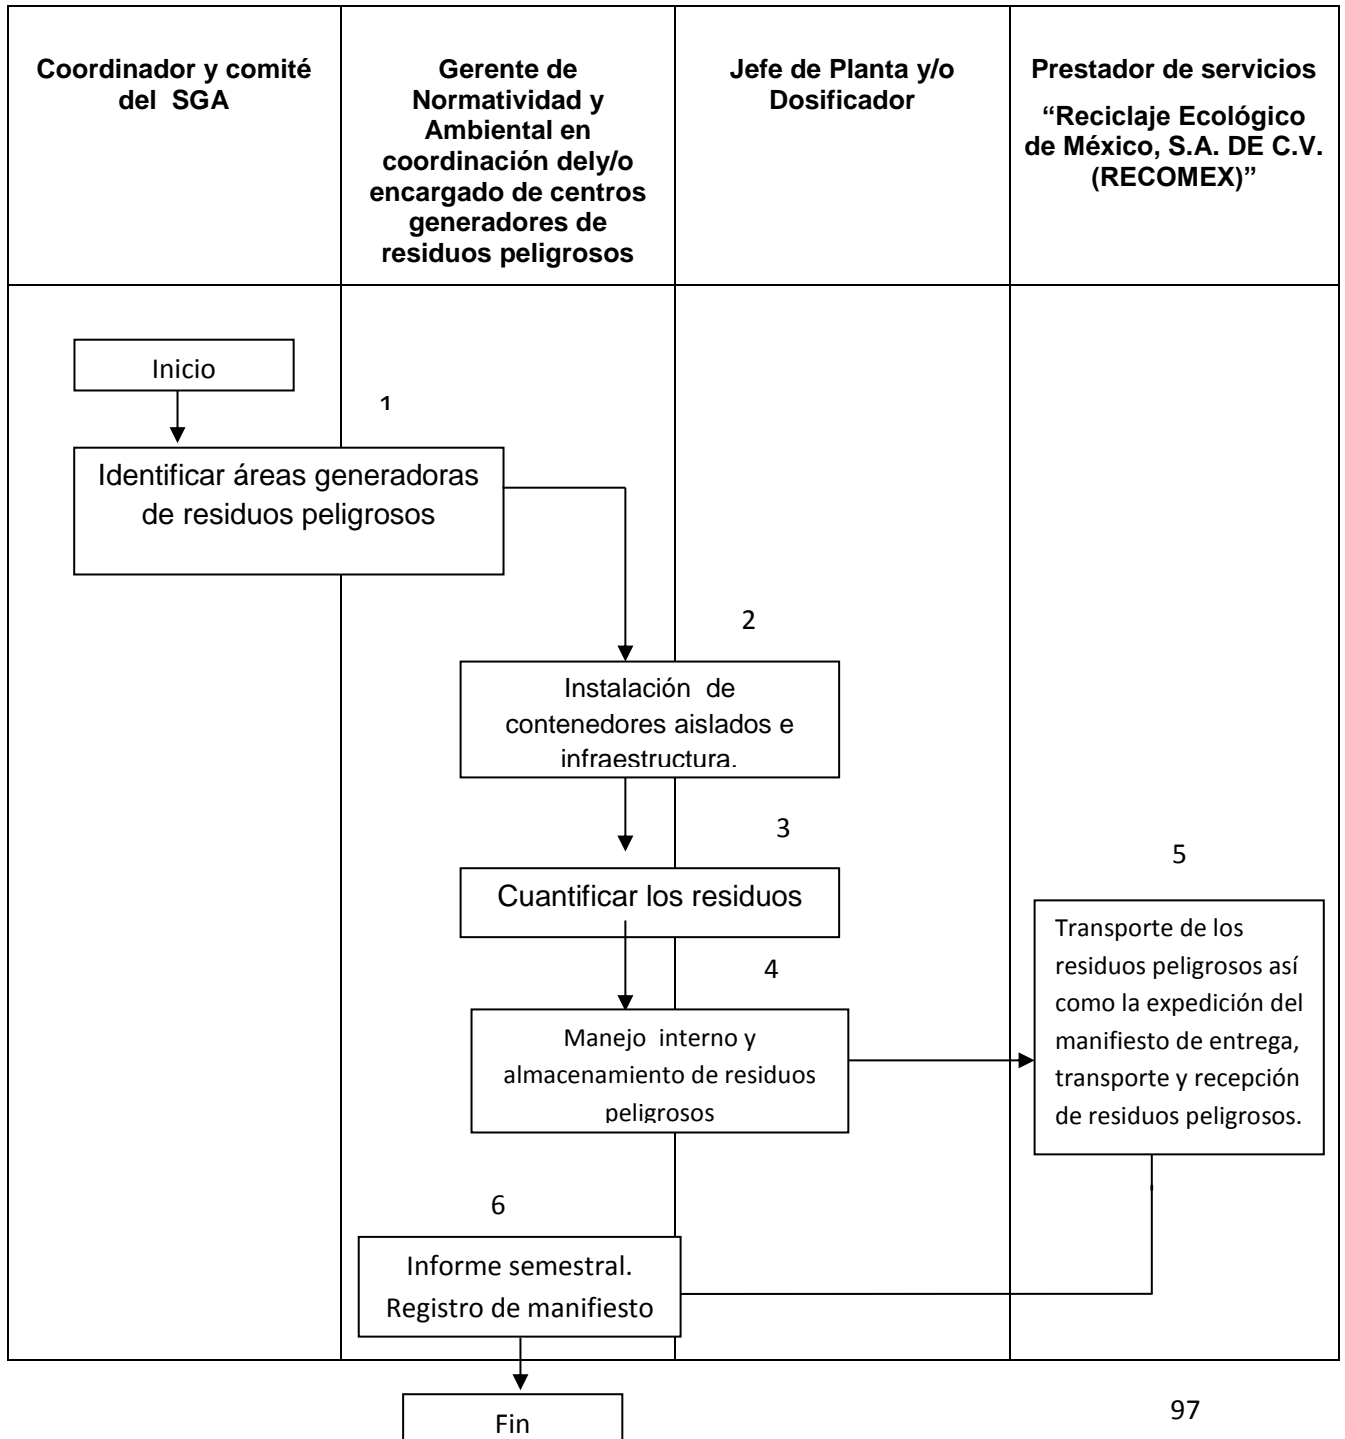 Coordinador y comité
del SGA
Gerente de
Normatividad y
Ambiental en
coordinación dely/o
encargado de centros
generadores de
residuos peligrosos
Jefe de Planta y/o
Dosificador
Prestador de servicios
“Reciclaje Ecológico
de México, S.A. DE C.V.
(RECOMEX)”
Inicio
1
Identificar áreas generadoras
de residuos peligrosos
2
Instalación de
contenedores aislados e
infraestructura.
3
Cuantificar los residuos
4
Manejo interno y
almacenamiento de residuos
peligrosos
5
Transporte de los
residuos peligrosos así
como la expedición del
manifiesto de entrega,
transporte y recepción
de residuos peligrosos.
6
Informe semestral.
Registro de manifiesto
Fin
97